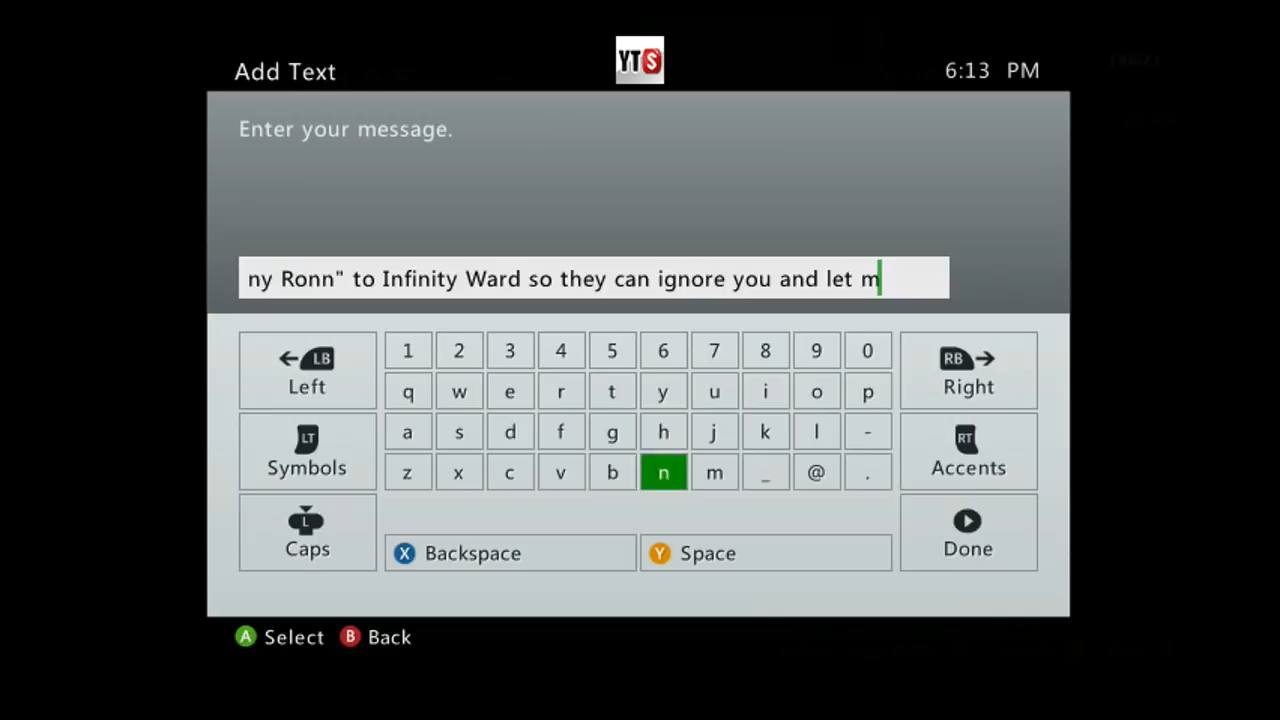 YTS
Add Text
6:13 PM
Enter your message.
ny Ronn" to Infinity Ward so they can ignore you and let m
LB
Left
1 2 3 4 5 6 7 8 9 0
RB
Right
q w e r t y u i o p
LT
Symbols
a s d f g h j k l -
RT
Accents
z x c v b n m _ @ .
L
Caps
X Backspace
Y Space
Done
A Select
B Back